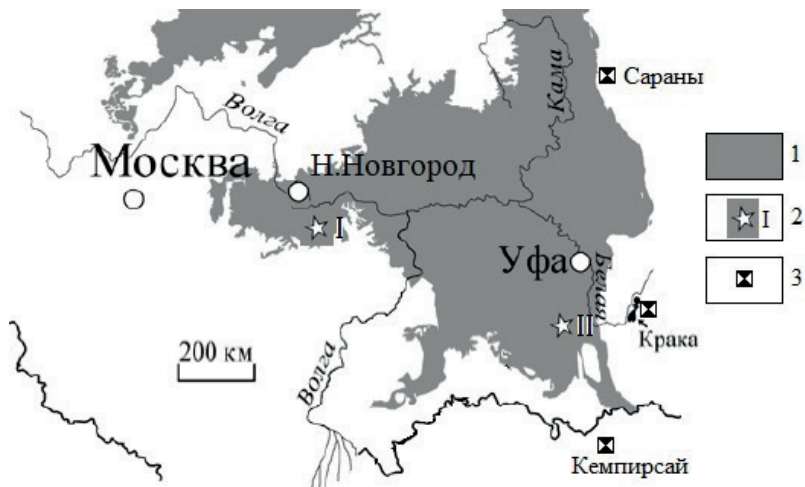 Сараны
Кама
Волга
Москва
Н.Новгород
1
I
I
2
Уфа
Белая
3
II
Крака
200 км
Волга
Кемпирсай